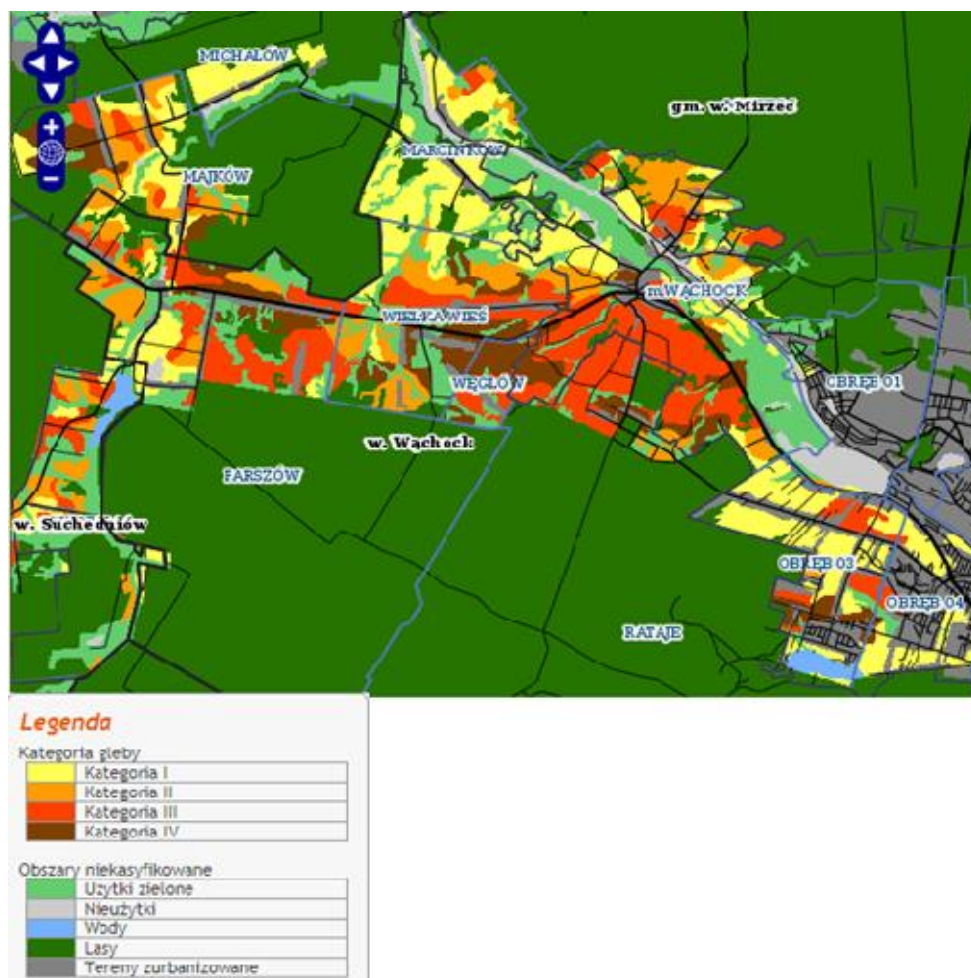 MICHAŁÓW
gm. w. Mirzec
MARCINKÓW
MAJKÓW
m.WĄCHOCK
WIELKA WIEŚ
WĘGLÓW
OBRĘB 01
w. Wąchock
PARSZÓW
w. Suchedniów
OBRĘB 03
OBRĘB 04
RATAJE
Legenda
Kategoria gleby
Kategoria I
Kategoria II
Kategoria III
Kategoria IV
Obszary niekasyfikowane
Użytki zielone
Nieużytki
Wody
Lasy
Tereny zurbanizowane